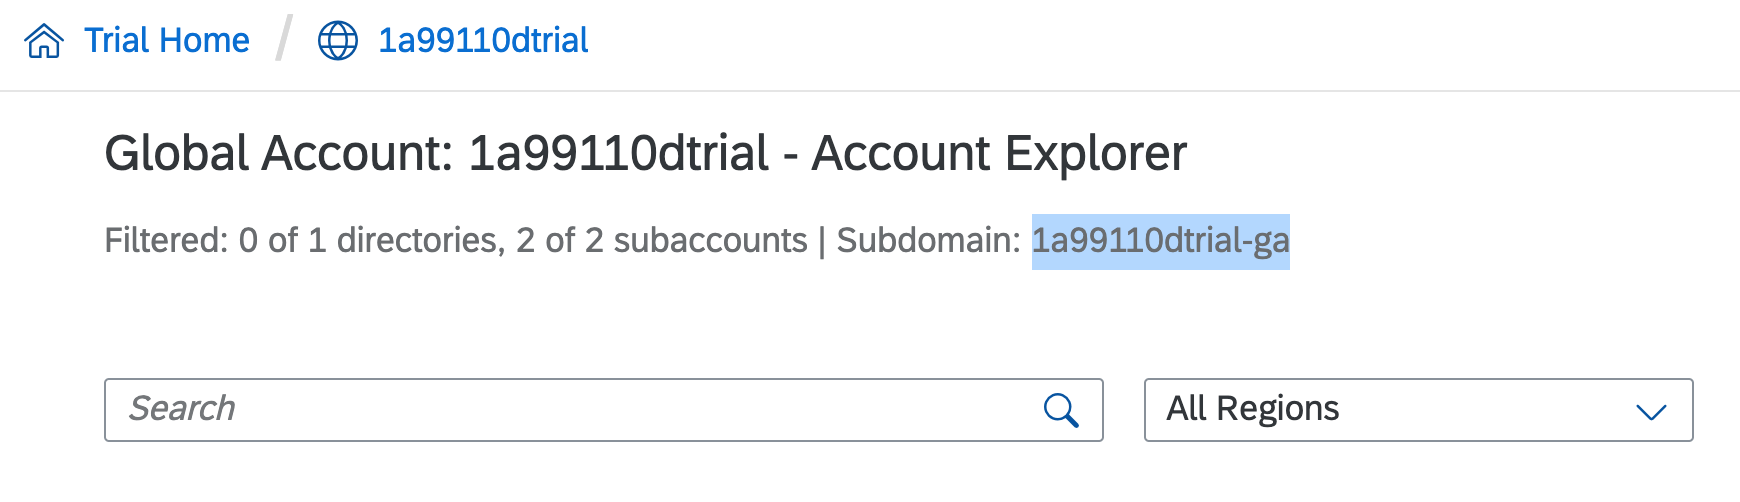 Trial Home / 1a99110dtrial
Global Account: 1a99110dtrial - Account Explorer
Filtered: 0 of 1 directories, 2 of 2 subaccounts | Subdomain: 1a99110dtrial-ga
Search All Regions